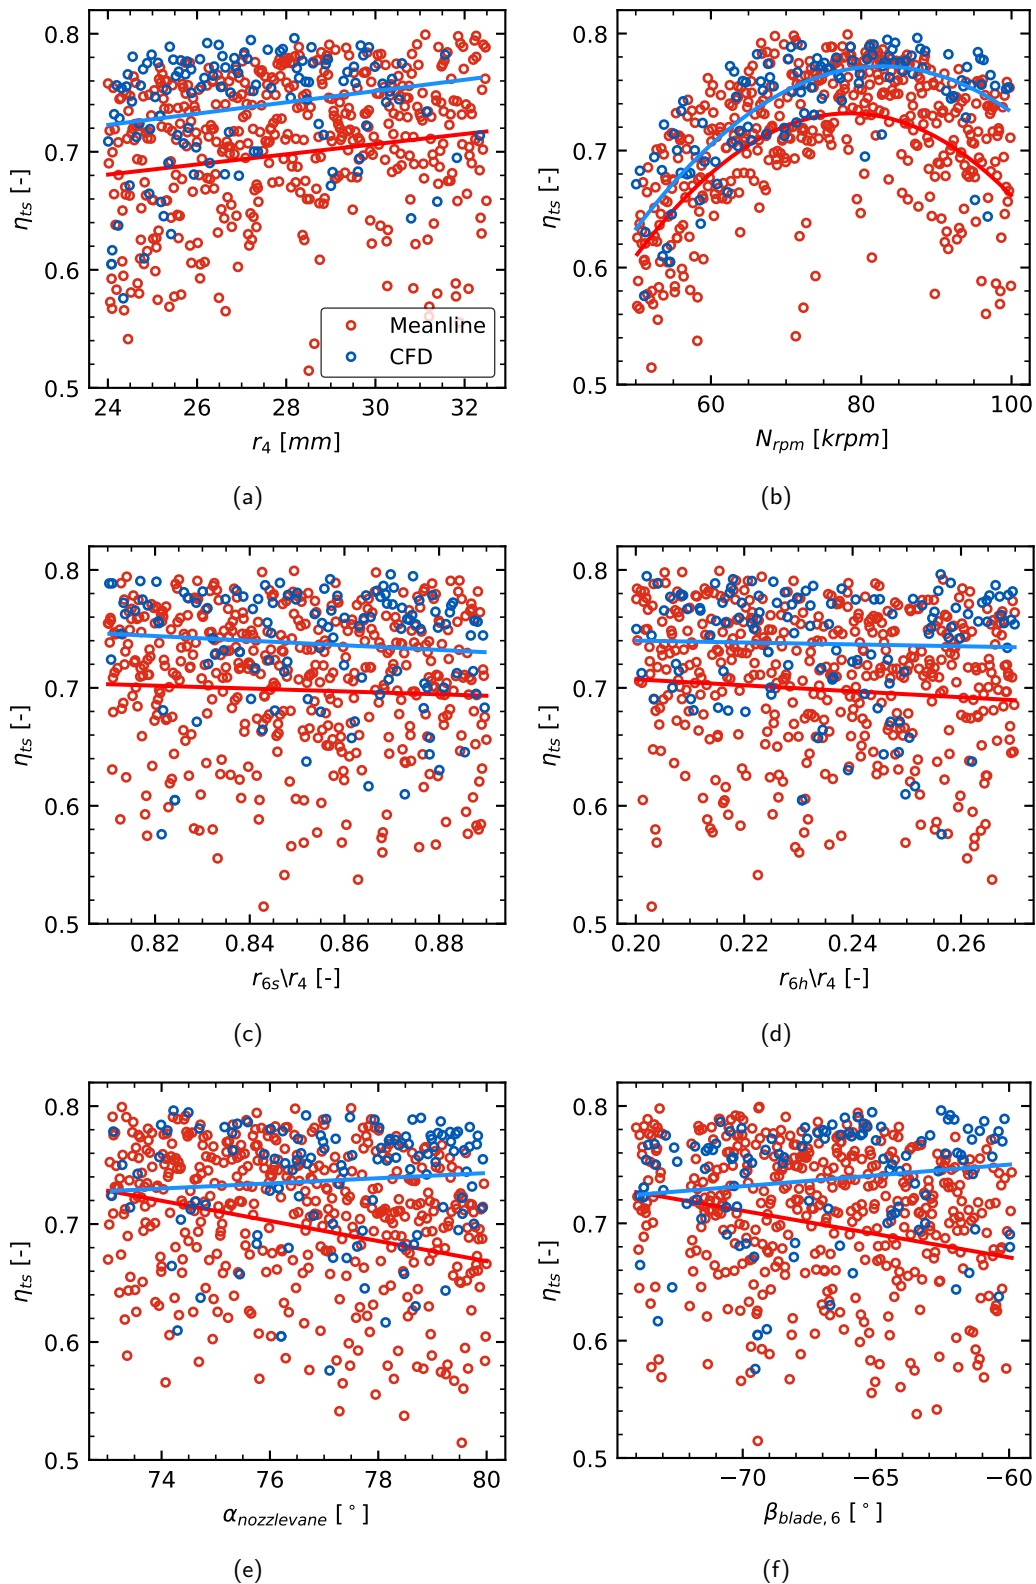 0.8
0.7
0.6
0.5
η_ts [-]
Meanline
CFD
24 26 28 30 32
r_4 [mm]
(a)
0.8
0.7
0.6
0.5
η_ts [-]
60 80 100
N_rpm [krpm]
(b)
0.8
0.7
0.6
0.5
η_ts [-]
0.82 0.84 0.86 0.88
r_6s\r_4 [-]
(c)
0.8
0.7
0.6
0.5
η_ts [-]
0.20 0.22 0.24 0.26
r_6h\r_4 [-]
(d)
0.8
0.7
0.6
0.5
η_ts [-]
74 76 78 80
α_nozzlevane [°]
(e)
0.8
0.7
0.6
0.5
η_ts [-]
−70 −65 −60
β_blade,6 [°]
(f)